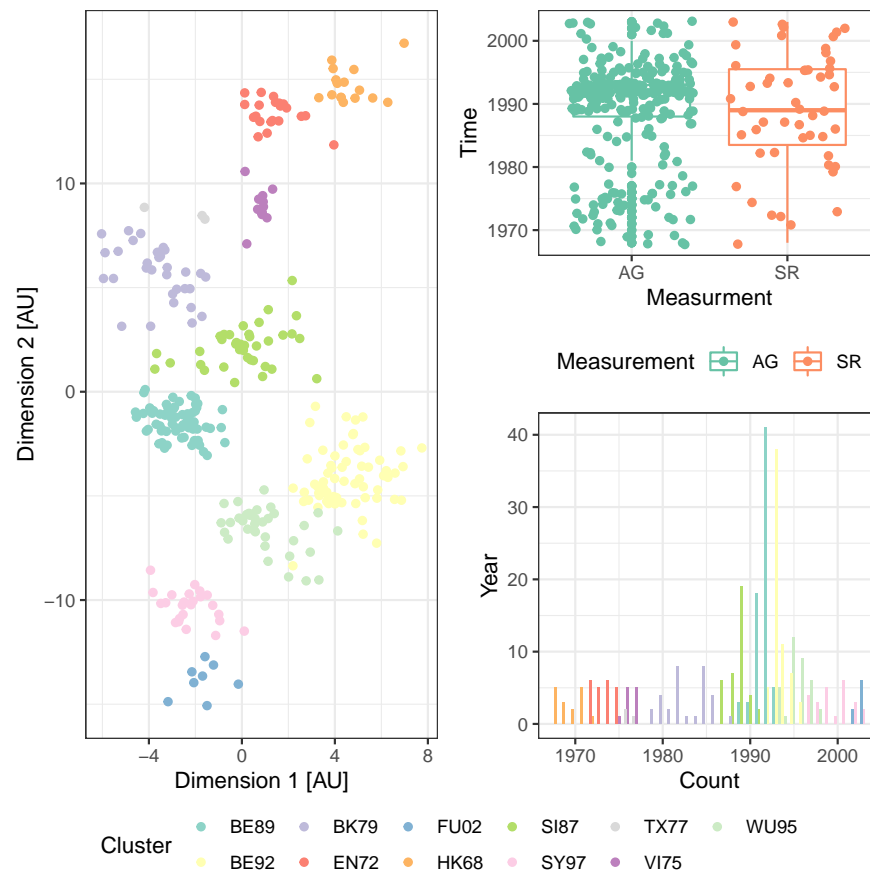 10
0
−10
−4
0
4
8
Dimension 2 [AU]
Dimension 1 [AU]
2000
1990
1980
1970
Time
AG
SR
Measurment
Measurement
AG
SR
40
30
20
10
0
Year
1970
1980
1990
2000
Count
Cluster
BE89
BK79
FU02
SI87
TX77
WU95
BE92
EN72
HK68
SY97
VI75